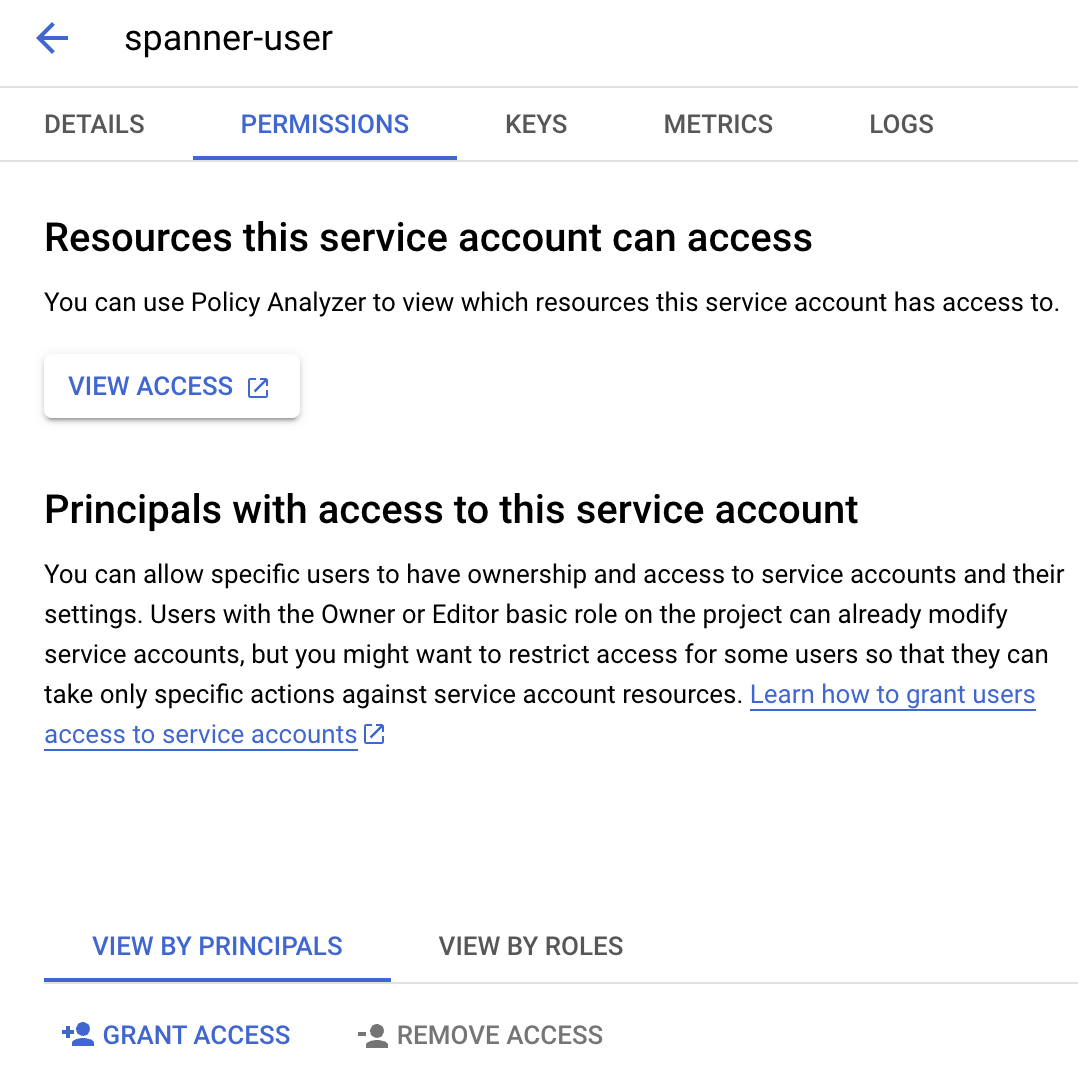 spanner-user
DETAILS PERMISSIONS KEYS METRICS LOGS
Resources this service account can access
You can use Policy Analyzer to view which resources this service account has access to.
VIEW ACCESS
Principals with access to this service account
You can allow specific users to have ownership and access to service accounts and their
settings. Users with the Owner or Editor basic role on the project can already modify
service accounts, but you might want to restrict access for some users so that they can
take only specific actions against service account resources. Learn how to grant users
access to service accounts
VIEW BY PRINCIPALS VIEW BY ROLES
GRANT ACCESS REMOVE ACCESS